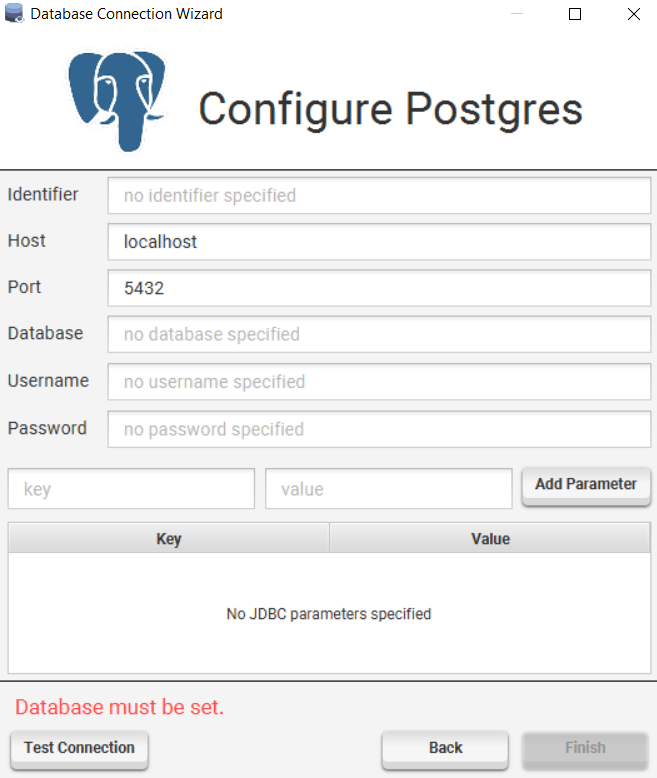 Database Connection Wizard
Configure Postgres
Identifier no identifier specified
Host localhost
Port 5432
Database no database specified
Username no username specified
Password no password specified
key value Add Parameter
Key Value
No JDBC parameters specified
Database must be set.
Test Connection Back Finish